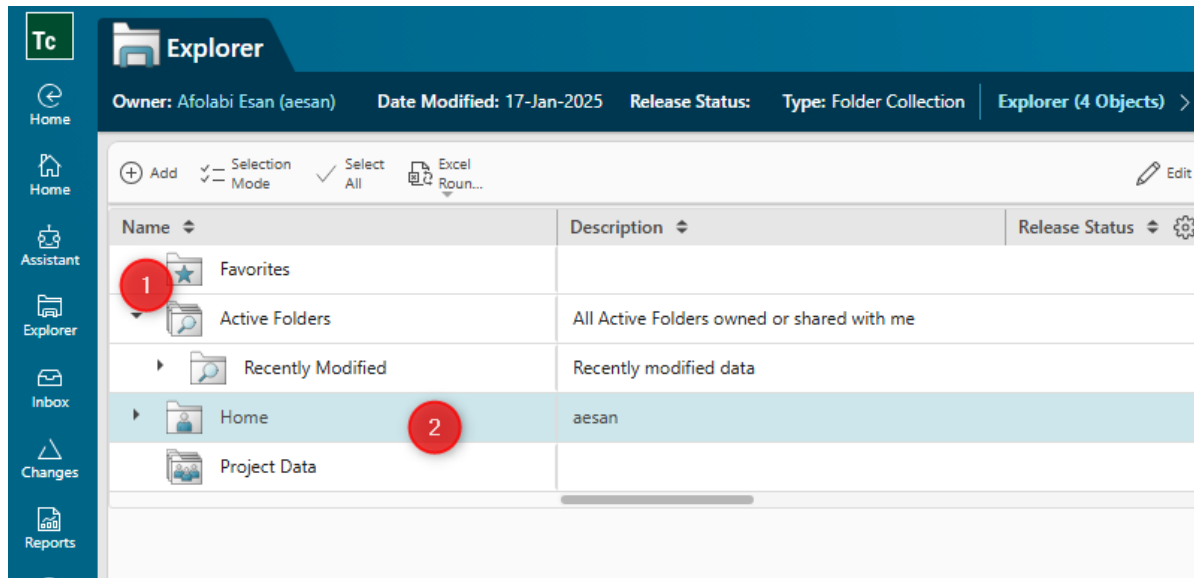 Tc
Explorer
Owner: Afolabi Esan (aesan) Date Modified: 17-Jan-2025 Release Status: Type: Folder Collection Explorer (4 Objects)
Home
Home
Assistant
Explorer
Inbox
Changes
Reports
Add
Selection Mode
Select All
Excel Roun...
Edit
Name Description Release Status
Favorites
1
Active Folders All Active Folders owned or shared with me
Recently Modified Recently modified data
Home 2 aesan
Project Data